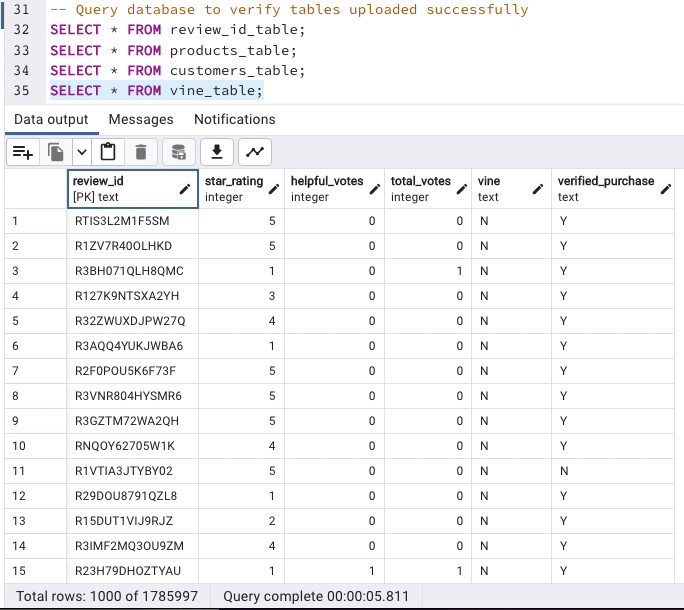 31 -- Query database to verify tables uploaded successfully
32 SELECT * FROM review_id_table;
33 SELECT * FROM products_table;
34 SELECT * FROM customers_table;
35 SELECT * FROM vine_table;
Data output Messages Notifications
review_id star_rating helpful_votes total_votes vine verified_purchase
[PK] text integer integer integer text text
1 RTIS3L2M1F5SM 5 0 0 N Y
2 R1ZV7R40OLHKD 5 0 0 N Y
3 R3BH071QLH8QMC 1 0 1 N Y
4 R127K9NTSXA2YH 3 0 0 N Y
5 R32ZWUXDJPW27Q 4 0 0 N Y
6 R3AQQ4YUKJWBA6 1 0 0 N Y
7 R2F0POU5K6F73F 5 0 0 N Y
8 R3VNR804HYSMR6 5 0 0 N Y
9 R3GZTM72WA2QH 5 0 0 N Y
10 RNQOY62705W1K 4 0 0 N Y
11 R1VTIA3JTYBY02 5 0 0 N N
12 R29DOU8791QZL8 1 0 0 N Y
13 R15DUT1VIJ9RJZ 2 0 0 N Y
14 R3IMF2MQ3OU9ZM 4 0 0 N Y
15 R23H79DHOZTYAU 1 1 1 N Y
Total rows: 1000 of 1785997 Query complete 00:00:05.811